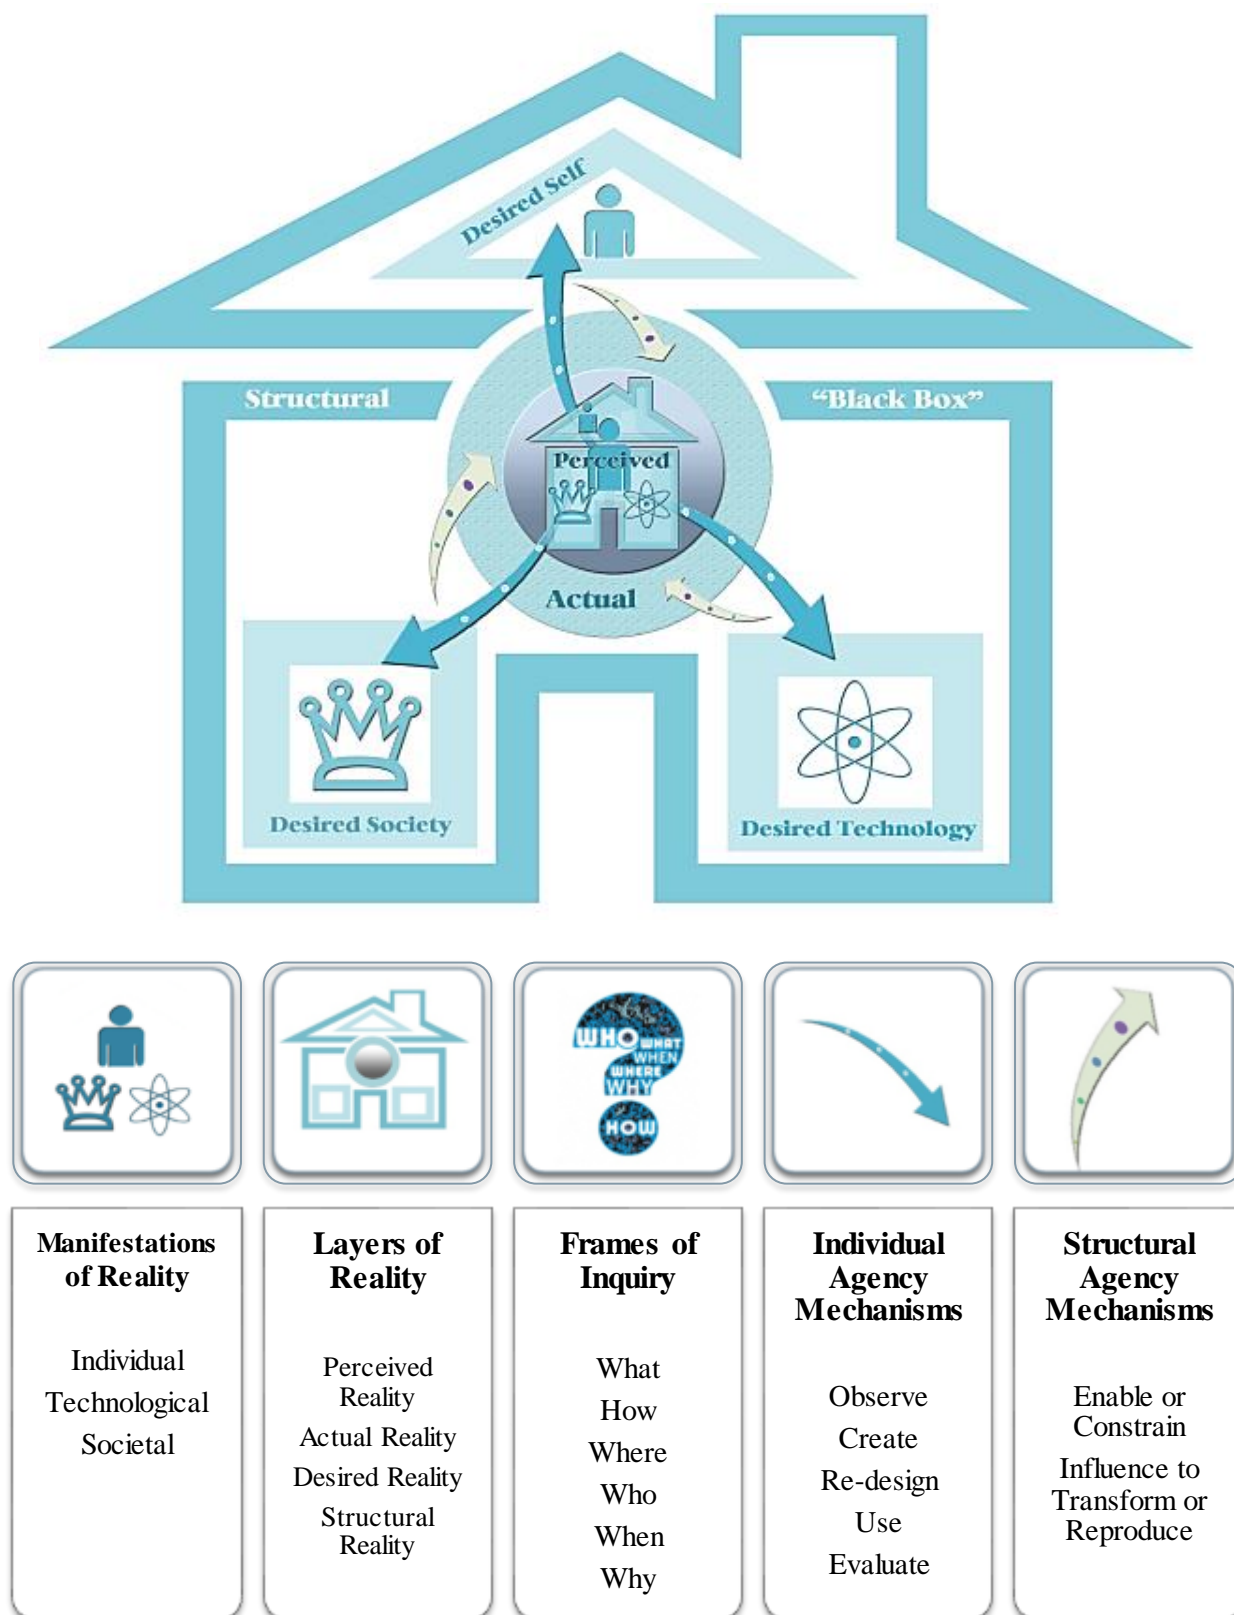 Desired Self
Structural
“Black Box”
Perceived
Actual
Desired Society
Desired Technology
WHO
WHAT
WHEN
WHERE
WHY
HOW
Manifestations
of Reality
Individual
Technological
Societal
Layers of
Reality
Perceived
Reality
Actual Reality
Desired Reality
Structural
Reality
Frames of
Inquiry
What
How
Where
Who
When
Why
Individual
Agency
Mechanisms
Observe
Create
Re-design
Use
Evaluate
Structural
Agency
Mechanisms
Enable or
Constrain
Influence to
Transform or
Reproduce